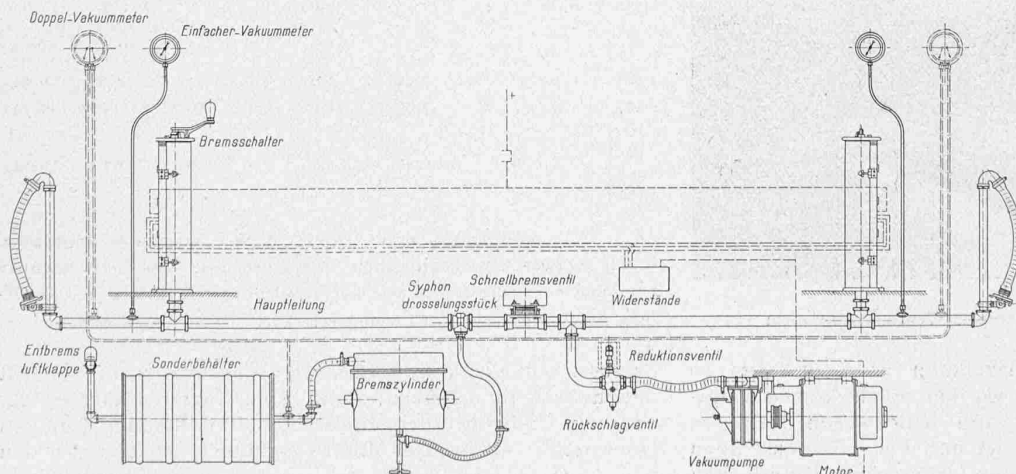 Doppel-Vakuummeter
Einfacher-Vakuummeter
Bremsschalter
Hauptleitung
Syphon
drosselungsstück
Schnellbremsventil
Widerstände
Entbrems
luftklappe
Sonderbehälter
Bremszylinder
Reduktionsventil
Rückschlagventil
Vakuumpumpe
Motor